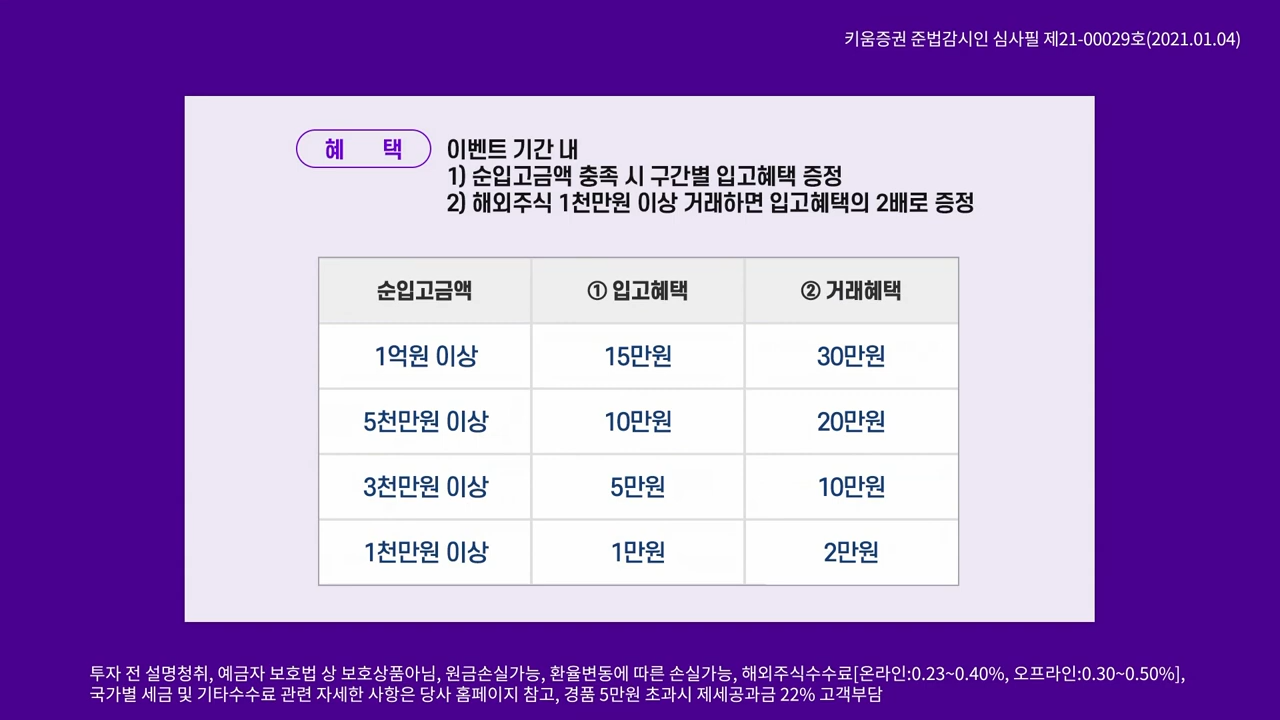 키움증권 준법감시인 심사필 제21-00029호(2021.01.04)
혜 택
이벤트 기간 내
1) 순입고금액 충족 시 구간별 입고혜택 증정
2) 해외주식 1천만원 이상 거래하면 입고혜택의 2배로 증정
순입고금액 ① 입고혜택 ② 거래혜택
1억원 이상 15만원 30만원
5천만원 이상 10만원 20만원
3천만원 이상 5만원 10만원
1천만원 이상 1만원 2만원
투자 전 설명청취, 예금자 보호법 상 보호상품아님, 원금손실가능, 환율변동에 따른 손실가능, 해외주식수수료[온라인:0.23~0.40%, 오프라인:0.30~0.50%],
국가별 세금 및 기타수수료 관련 자세한 사항은 당사 홈페이지 참고, 경품 5만원 초과시 제세공과금 22% 고객부담